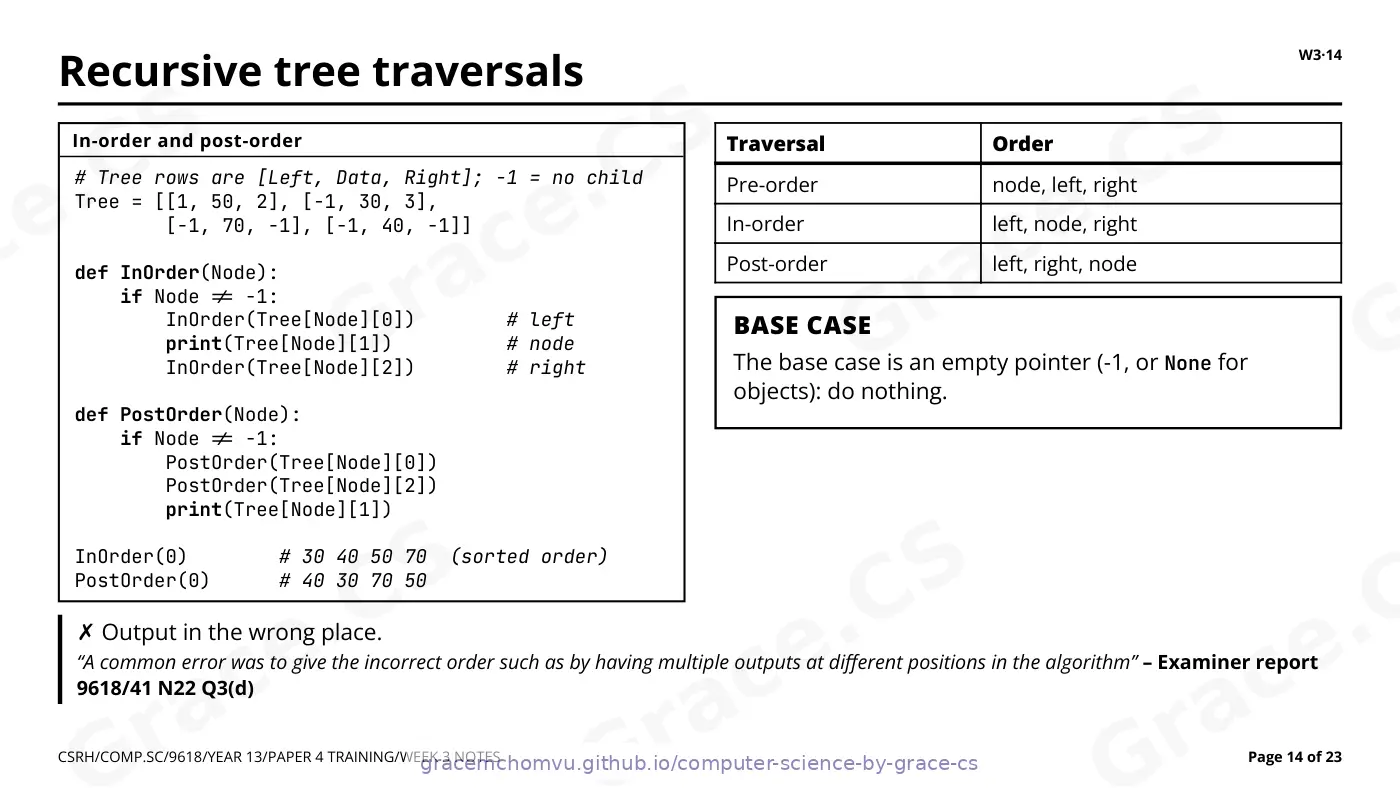 Recursive tree traversals
W3·14
In-order and post-order
# Tree rows are [Left, Data, Right]; -1 = no child
Tree = [[1, 50, 2], [-1, 30, 3],
        [-1, 70, -1], [-1, 40, -1]]
def InOrder(Node):
    if Node != -1:
        InOrder(Tree[Node][0])        # left
        print(Tree[Node][1])          # node
        InOrder(Tree[Node][2])        # right
def PostOrder(Node):
    if Node != -1:
        PostOrder(Tree[Node][0])
        PostOrder(Tree[Node][2])
        print(Tree[Node][1])
InOrder(0)        # 30 40 50 70  (sorted order)
PostOrder(0)      # 40 30 70 50
Traversal Order
Pre-order node, left, right
In-order left, node, right
Post-order left, right, node
BASE CASE
The base case is an empty pointer (-1, or None for
objects): do nothing.
✗ Output in the wrong place.
“A common error was to give the incorrect order such as by having multiple outputs at different positions in the algorithm” – Examiner report
9618/41 N22 Q3(d)
CSRH/COMP.SC/9618/YEAR 13/PAPER 4 TRAINING/WEEK 3 NOTES
gracemchomvu.github.io/computer-science-by-grace-cs
Page 14 of 23
Grace.CS